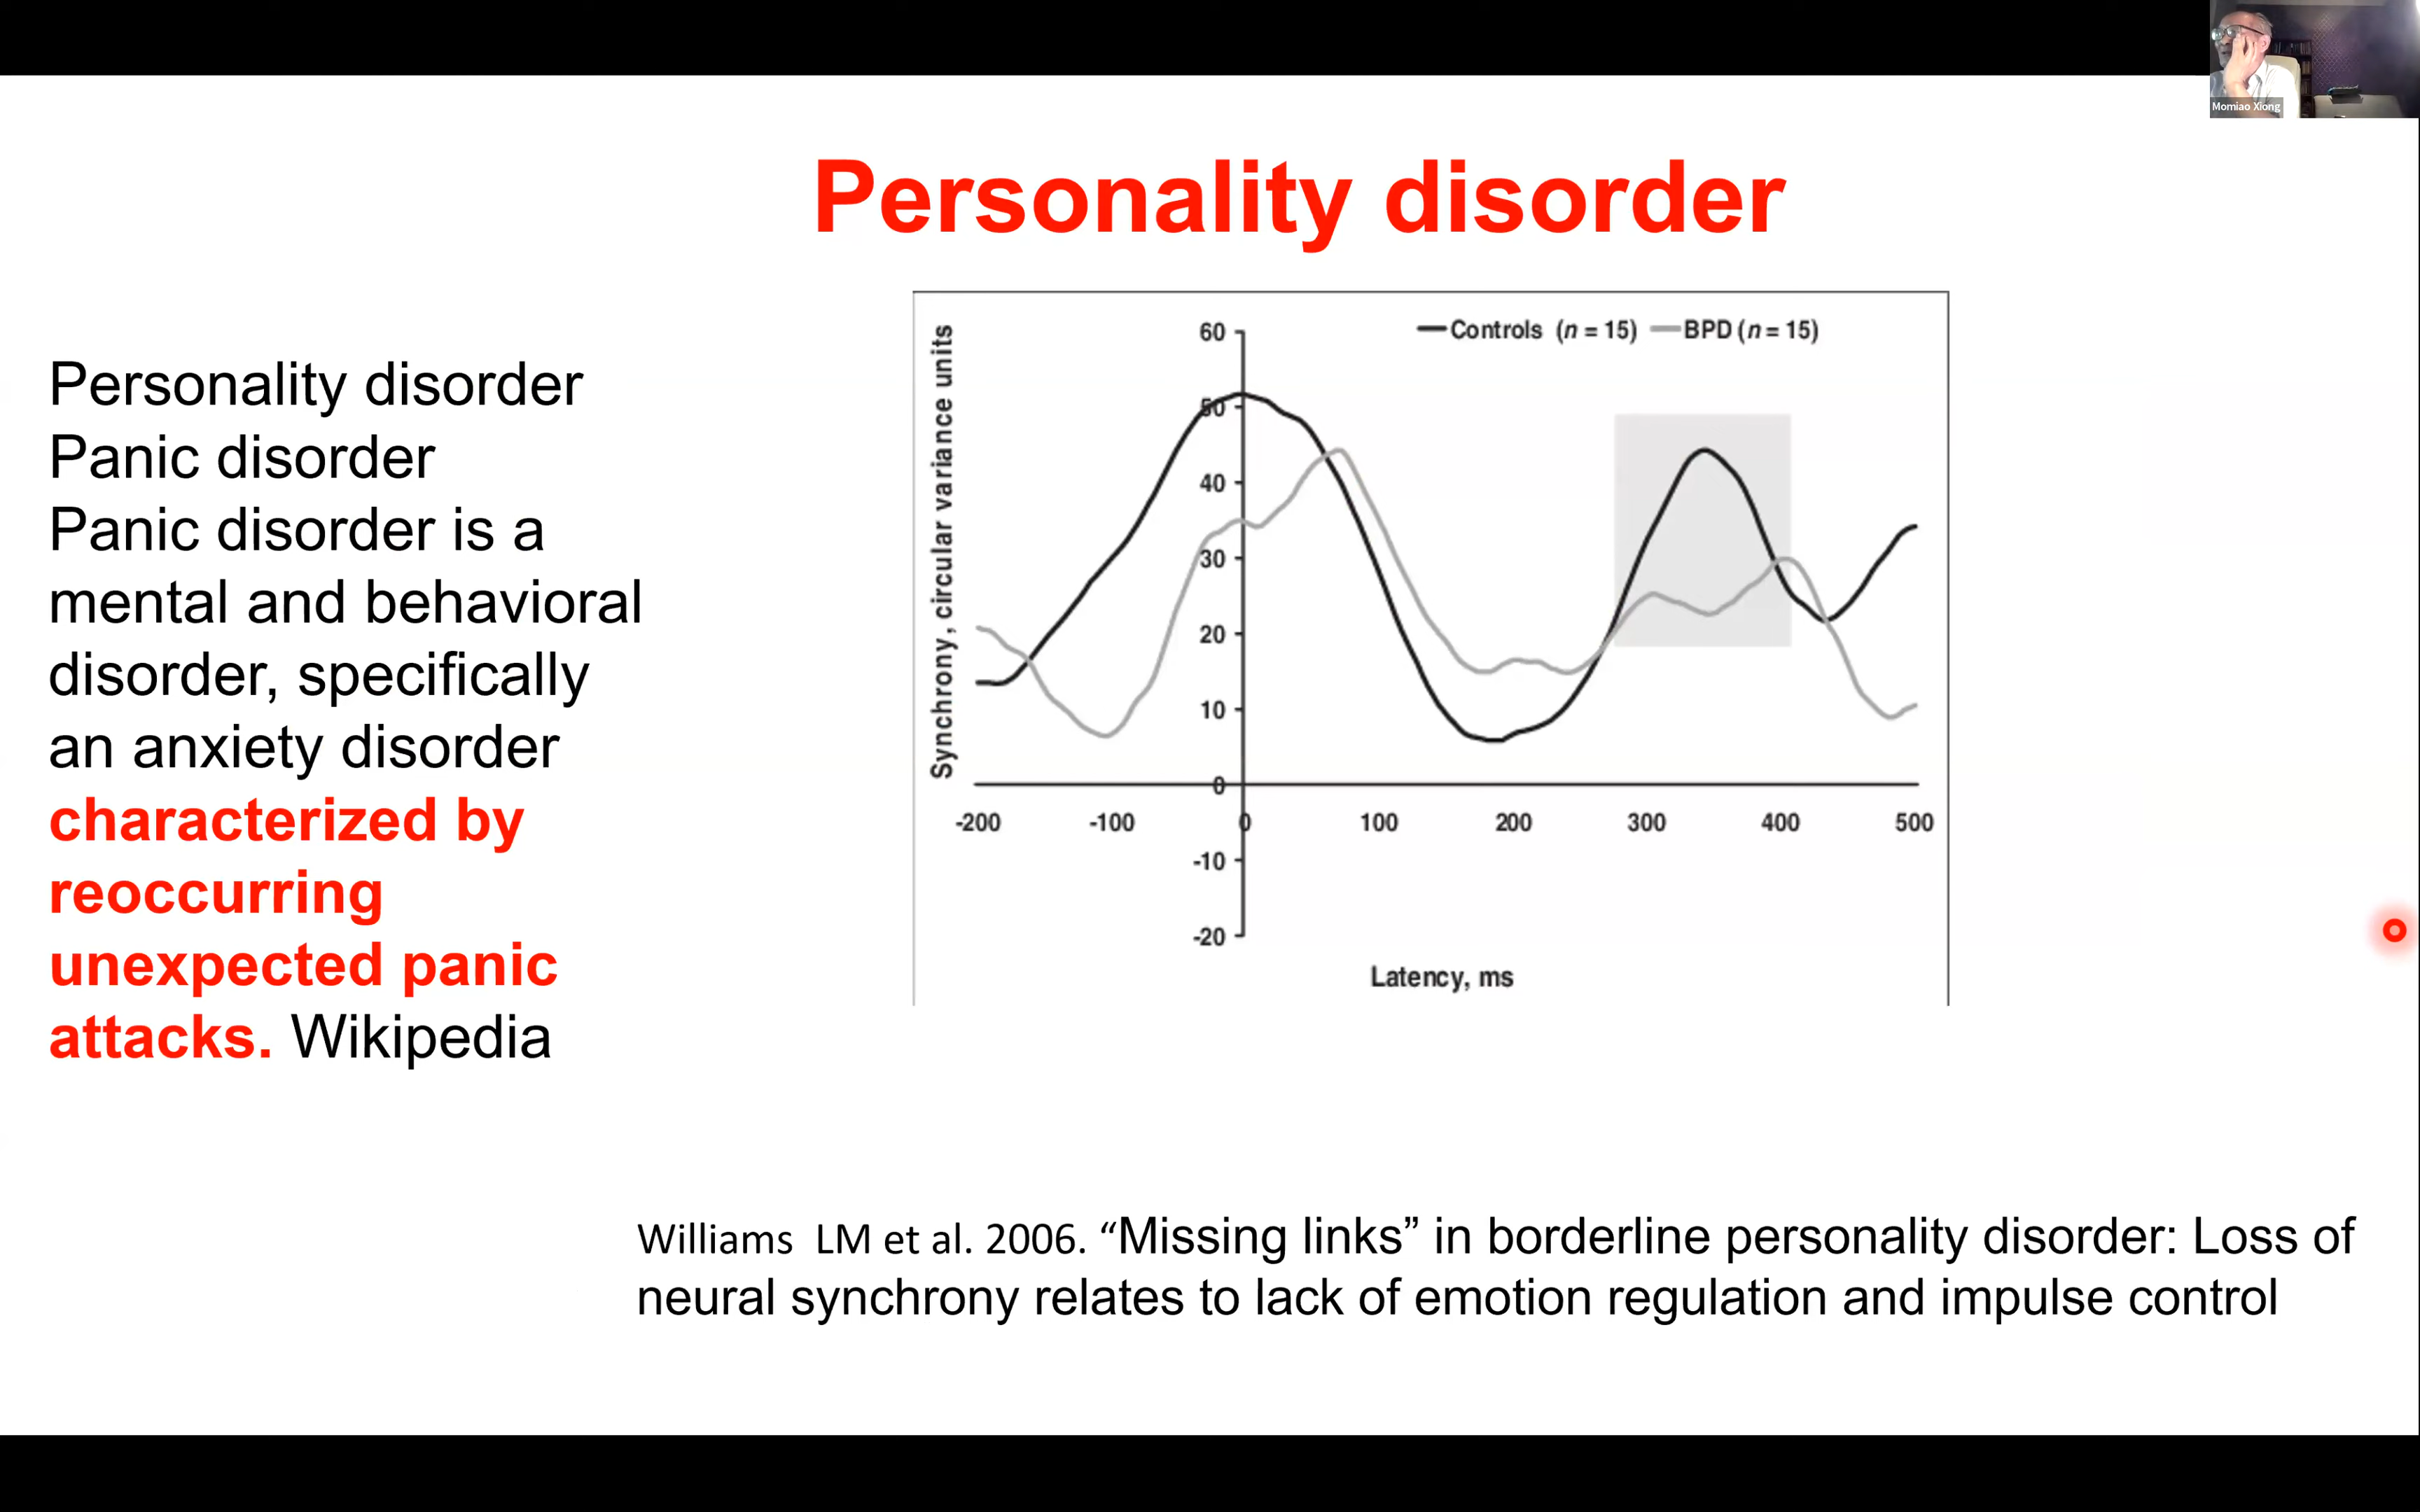 Momiao Xiong
Personality disorder
Personality disorder
Panic disorder
Panic disorder is a
mental and behavioral
disorder, specifically
an anxiety disorder
characterized by
reoccurring
unexpected panic
attacks. Wikipedia
Synchrony, circular variance units
Controls (n = 15) BPD (n = 15)
60
50
40
30
20
10
0
-200 -100 0 100 200 300 400 500
-10
-20
Latency, ms
Williams LM et al. 2006. “Missing links” in borderline personality disorder: Loss of
neural synchrony relates to lack of emotion regulation and impulse control